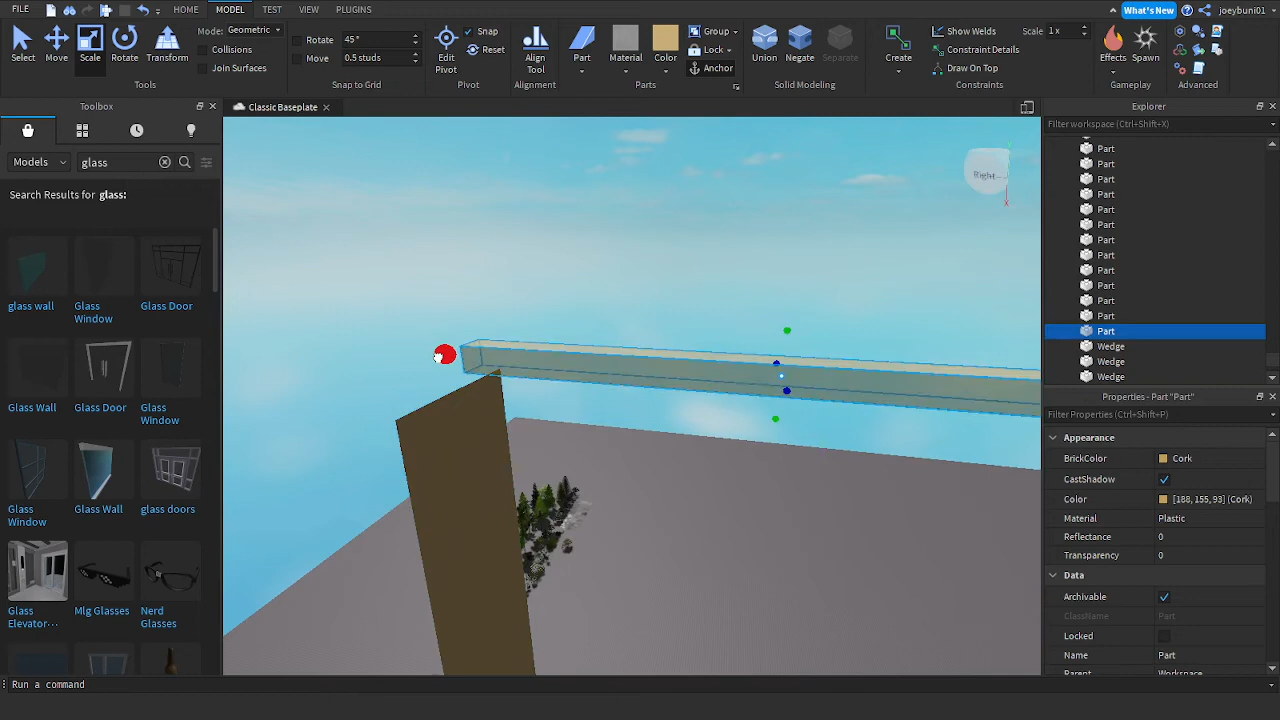 FILE HOME MODEL TEST VIEW PLUGINS What's New joeybuni01
Select Move Scale Rotate Transform
Mode: Geometric
Collisions
Join Surfaces
Tools
Rotate 45°
Move 0.5 studs
Snap to Grid
Edit Pivot
Snap
Reset
Pivot
Align Tool
Alignment
Part Material Color
Group
Lock
Anchor
Parts
Union Negate Separate
Solid Modeling
Create
Show Welds Scale 1 x
Constraint Details
Draw On Top
Constraints
Effects Spawn
Gameplay
Advanced
Toolbox
Classic Baseplate
Explorer
Filter workspace (Ctrl+Shift+X)
Models glass
Search Results for glass:
glass wall
Glass Window
Glass Door
Glass Wall
Glass Door
Glass Window
Glass Window
Glass Wall
glass doors
Glass Elevator···
Mlg Glasses
Nerd Glasses
Right
X
Part
Part
Part
Part
Part
Part
Part
Part
Part
Part
Part
Part
Part
Wedge
Wedge
Wedge
Properties - Part "Part"
Filter Properties (Ctrl+Shift+P)
Appearance
BrickColor Cork
CastShadow
Color [188, 155, 93] (Cork)
Material Plastic
Reflectance 0
Transparency 0
Data
Archivable
ClassName Part
Locked
Name Part
Parent Workspace
Run a command